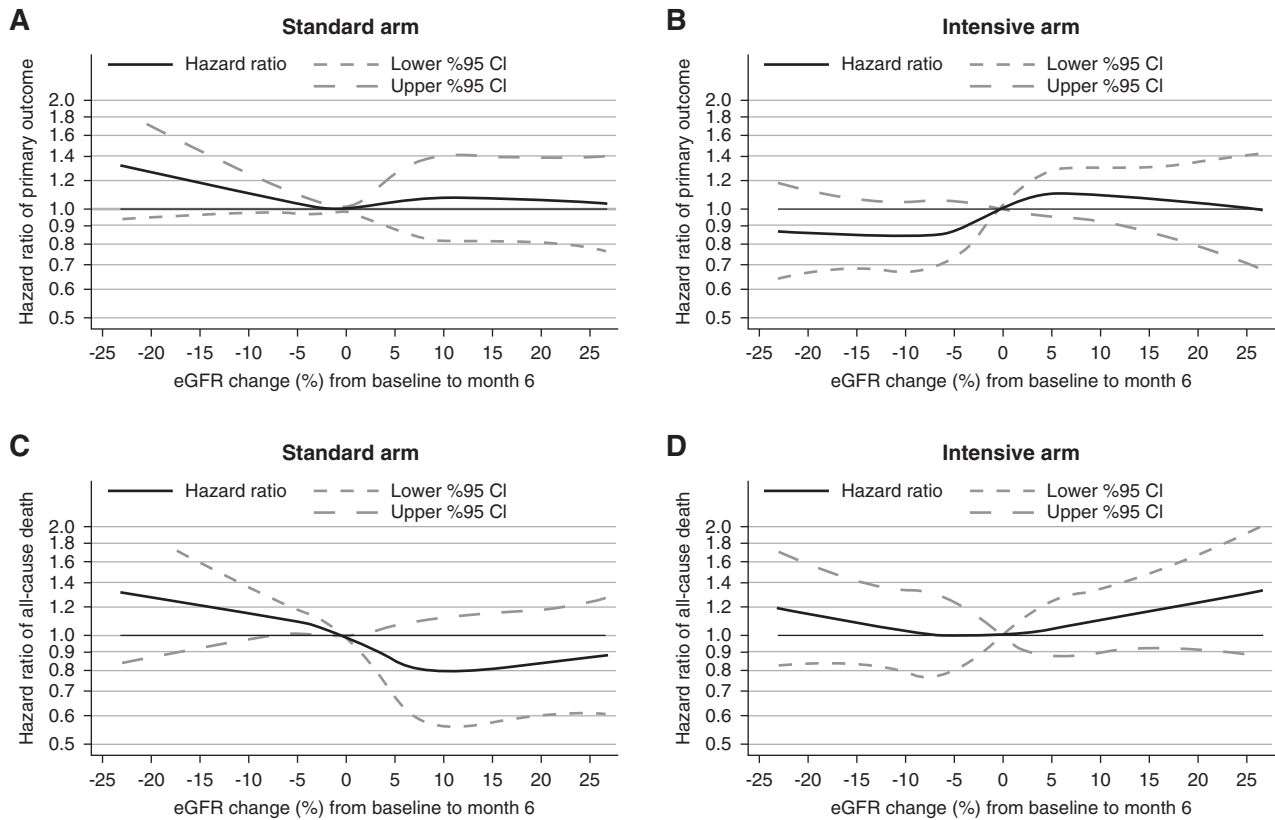 A
Standard arm
Hazard ratio
Lower %95 CI
Upper %95 CI
Hazard ratio of primary outcome
2.0
1.8
1.6
1.4
1.2
1.0
0.9
0.8
0.7
0.6
0.5
-25 -20 -15 -10 -5 0 5 10 15 20 25
eGFR change (%) from baseline to month 6
B
Intensive arm
Hazard ratio
Lower %95 CI
Upper %95 CI
Hazard ratio of primary outcome
2.0
1.8
1.6
1.4
1.2
1.0
0.9
0.8
0.7
0.6
0.5
-25 -20 -15 -10 -5 0 5 10 15 20 25
eGFR change (%) from baseline to month 6
C
Standard arm
Hazard ratio
Lower %95 CI
Upper %95 CI
Hazard ratio of all-cause death
2.0
1.8
1.6
1.4
1.2
1.0
0.9
0.8
0.7
0.6
0.5
-25 -20 -15 -10 -5 0 5 10 15 20 25
eGFR change (%) from baseline to month 6
D
Intensive arm
Hazard ratio
Lower %95 CI
Upper %95 CI
Hazard ratio of all-cause death
2.0
1.8
1.6
1.4
1.2
1.0
0.9
0.8
0.7
0.6
0.5
-25 -20 -15 -10 -5 0 5 10 15 20 25
eGFR change (%) from baseline to month 6